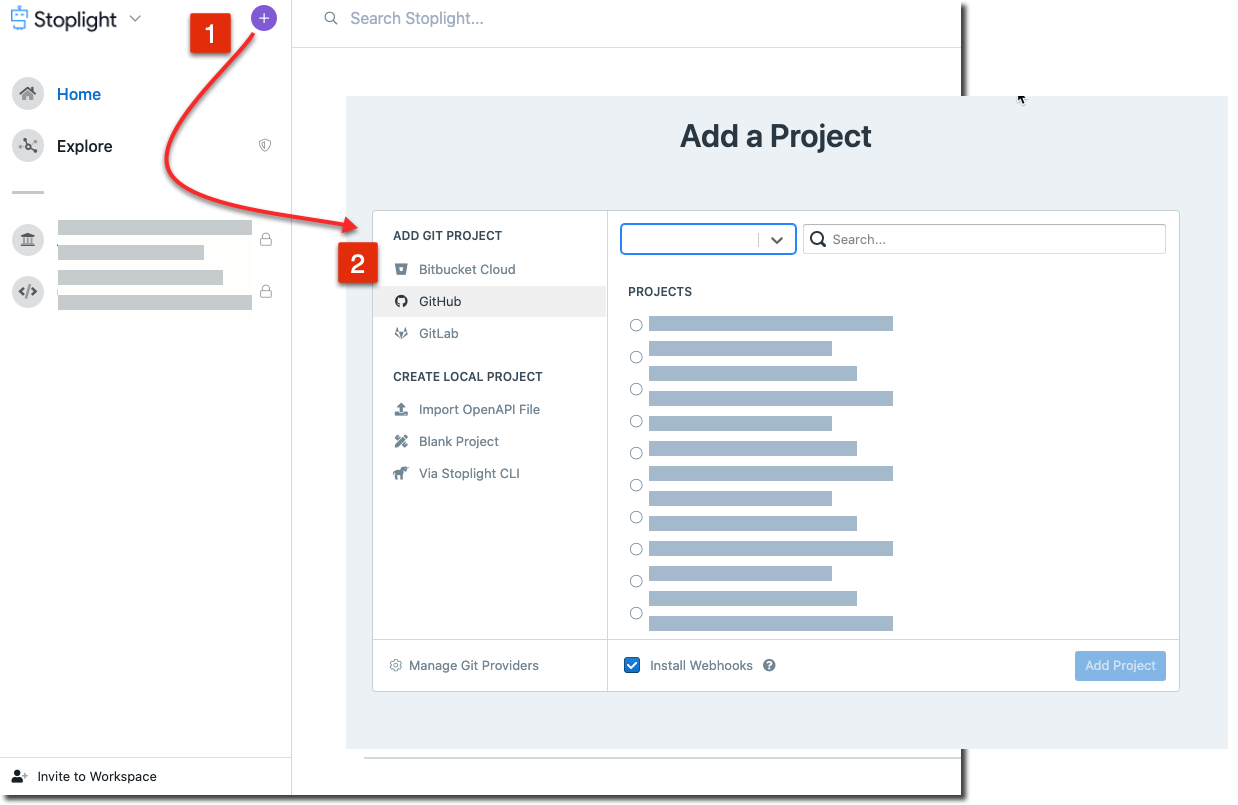 Stoplight
1
Search Stoplight...
Home
Explore
Invite to Workspace
Add a Project
2
ADD GIT PROJECT
Bitbucket Cloud
GitHub
GitLab
CREATE LOCAL PROJECT
Import OpenAPI File
Blank Project
Via Stoplight CLI
Manage Git Providers
Search...
PROJECTS
Install Webhooks
Add Project